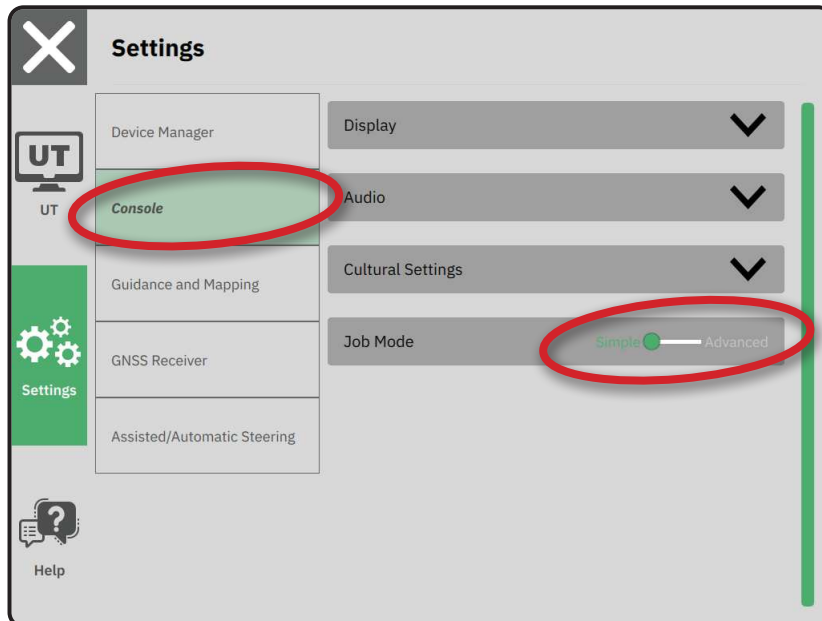 Settings
UT
UT
Settings
Help
Device Manager
Console
Guidance and Mapping
GNSS Receiver
Assisted/Automatic Steering
Display
Audio
Cultural Settings
Job Mode Simple Advanced